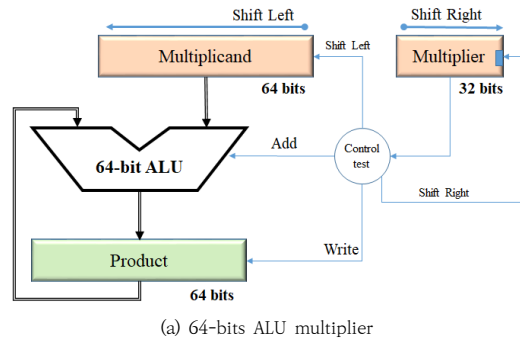 Shift Left
Shift Right
Multiplicand
Shift Left
Multiplier
64 bits
32 bits
64-bit ALU
Add
Control
test
Shift Right
Write
Product
64 bits
(a) 64-bits ALU multiplier